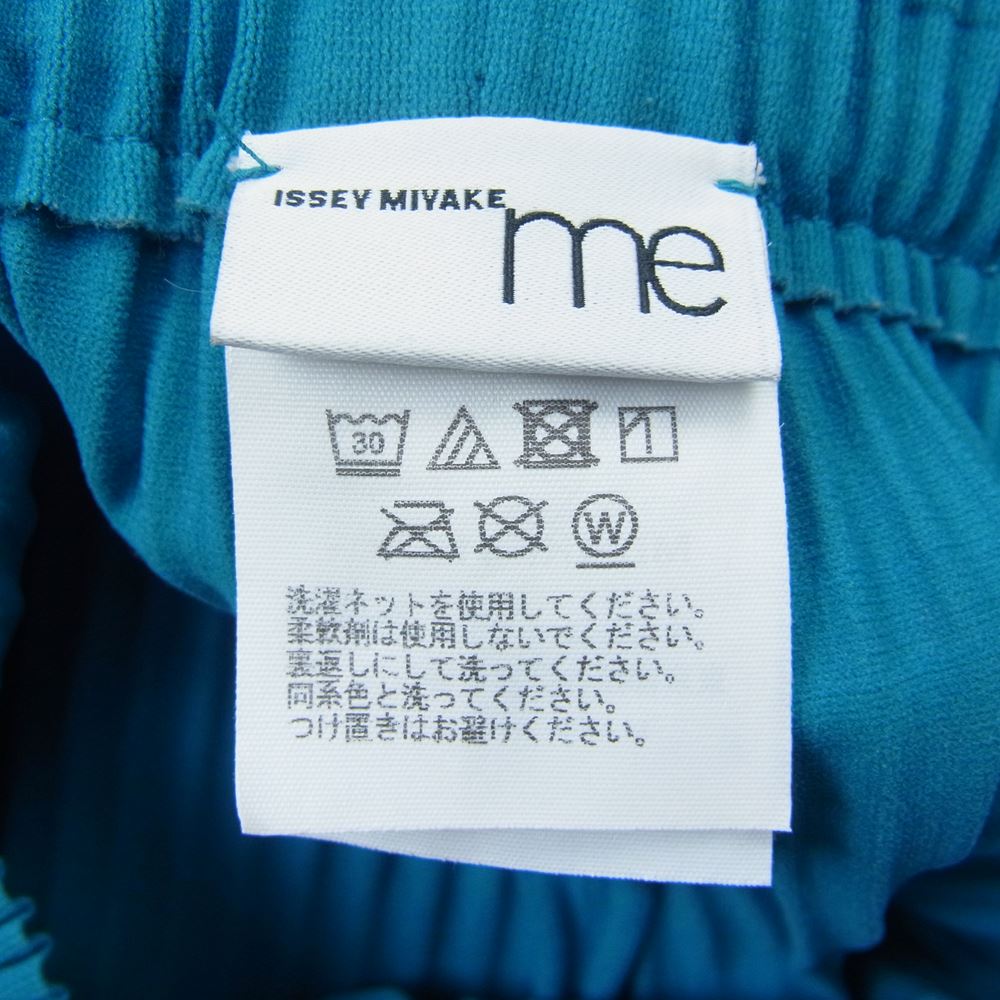 ISSEY MIYAKE
me
30
1
W
洗濯ネットを使用してください。
柔軟剤は使用しないでください。
裏返しにして洗ってください。
同系色と洗ってください。
つけ置きはお避けください。